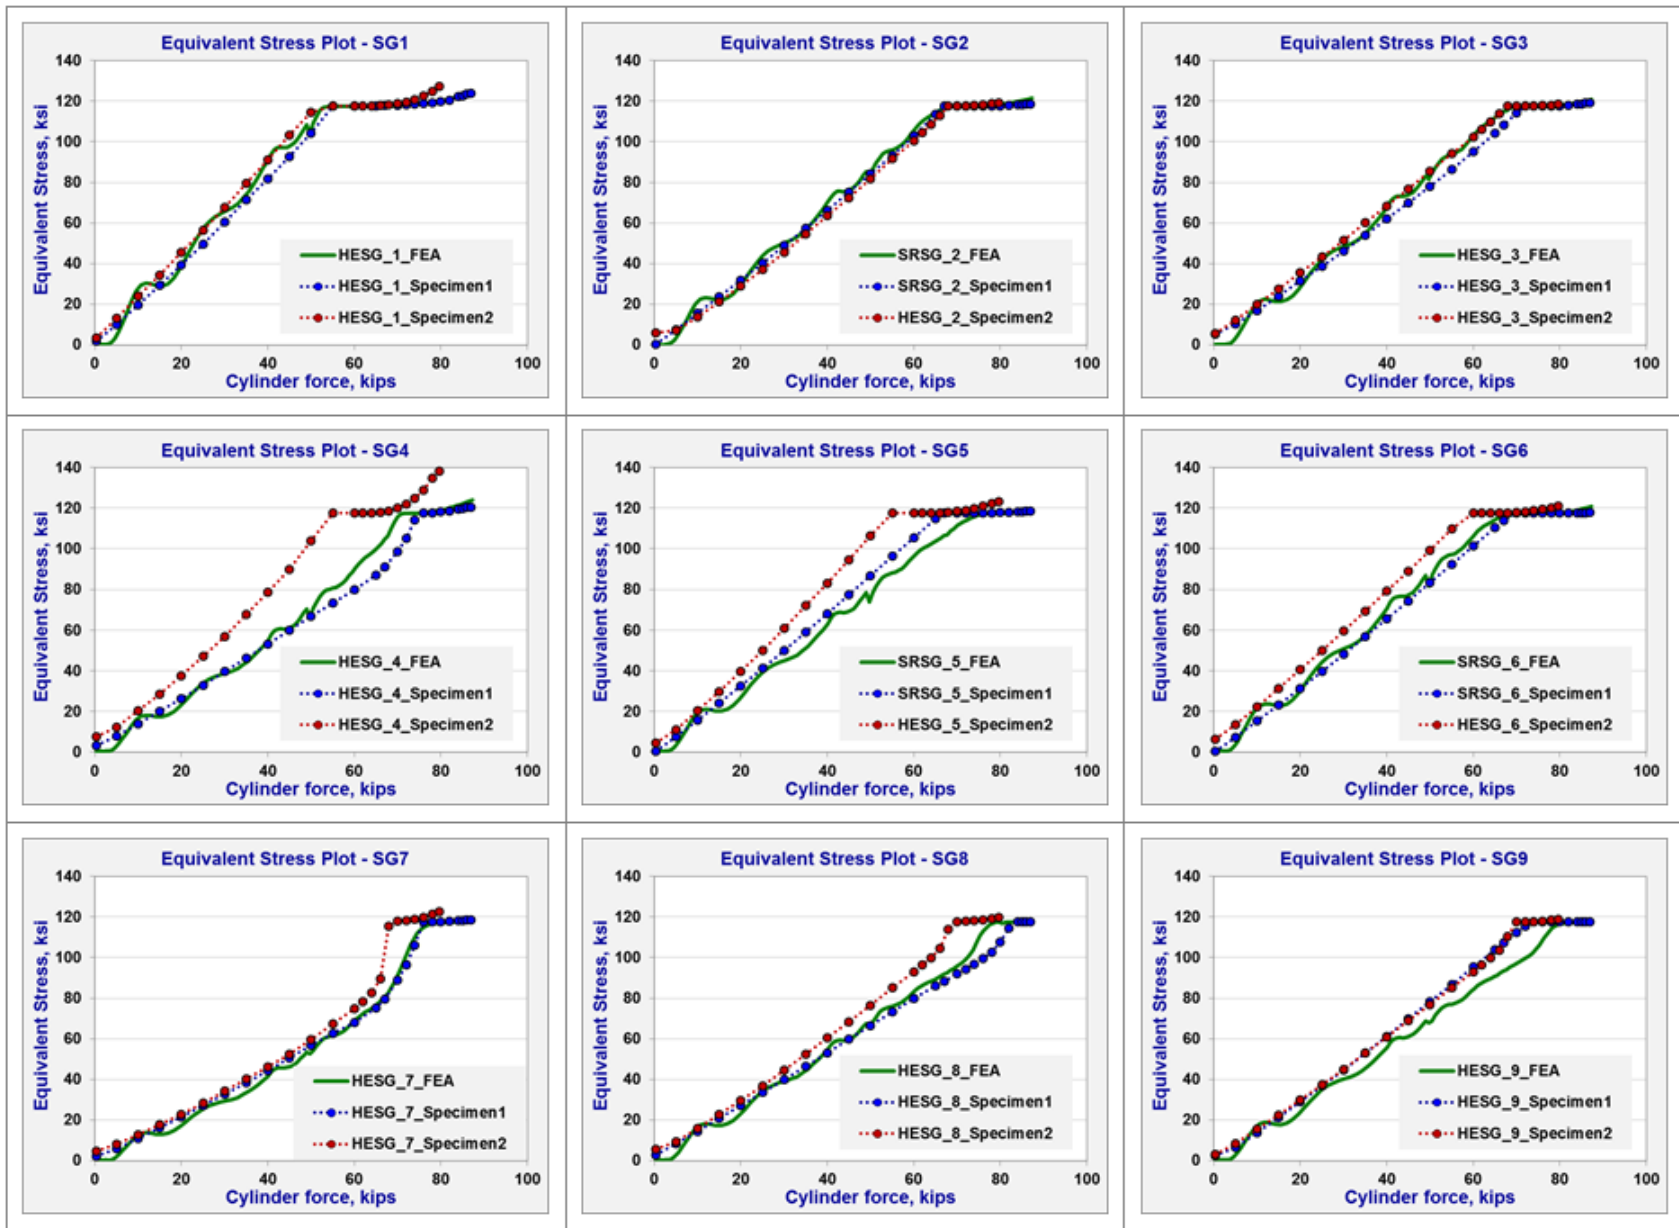 Equivalent Stress Plot - SG1
Equivalent Stress, ksi
140
120
100
80
60
40
20
0
HESG_1_FEA
HESG_1_Specimen1
HESG_1_Specimen2
0 20 40 60 80 100
Cylinder force, kips
Equivalent Stress Plot - SG2
Equivalent Stress, ksi
140
120
100
80
60
40
20
0
SRSG_2_FEA
SRSG_2_Specimen1
HESG_2_Specimen2
0 20 40 60 80 100
Cylinder force, kips
Equivalent Stress Plot - SG3
Equivalent Stress, ksi
140
120
100
80
60
40
20
0
HESG_3_FEA
HESG_3_Specimen1
HESG_3_Specimen2
0 20 40 60 80 100
Cylinder force, kips
Equivalent Stress Plot - SG4
Equivalent Stress, ksi
140
120
100
80
60
40
20
0
HESG_4_FEA
HESG_4_Specimen1
HESG_4_Specimen2
0 20 40 60 80 100
Cylinder force, kips
Equivalent Stress Plot - SG5
Equivalent Stress, ksi
140
120
100
80
60
40
20
0
SRSG_5_FEA
SRSG_5_Specimen1
HESG_5_Specimen2
0 20 40 60 80 100
Cylinder force, kips
Equivalent Stress Plot - SG6
Equivalent Stress, ksi
140
120
100
80
60
40
20
0
SRSG_6_FEA
SRSG_6_Specimen1
HESG_6_Specimen2
0 20 40 60 80 100
Cylinder force, kips
Equivalent Stress Plot - SG7
Equivalent Stress, ksi
140
120
100
80
60
40
20
0
HESG_7_FEA
HESG_7_Specimen1
HESG_7_Specimen2
0 20 40 60 80 100
Cylinder force, kips
Equivalent Stress Plot - SG8
Equivalent Stress, ksi
140
120
100
80
60
40
20
0
HESG_8_FEA
HESG_8_Specimen1
HESG_8_Specimen2
0 20 40 60 80 100
Cylinder force, kips
Equivalent Stress Plot - SG9
Equivalent Stress, ksi
140
120
100
80
60
40
20
0
HESG_9_FEA
HESG_9_Specimen1
HESG_9_Specimen2
0 20 40 60 80 100
Cylinder force, kips